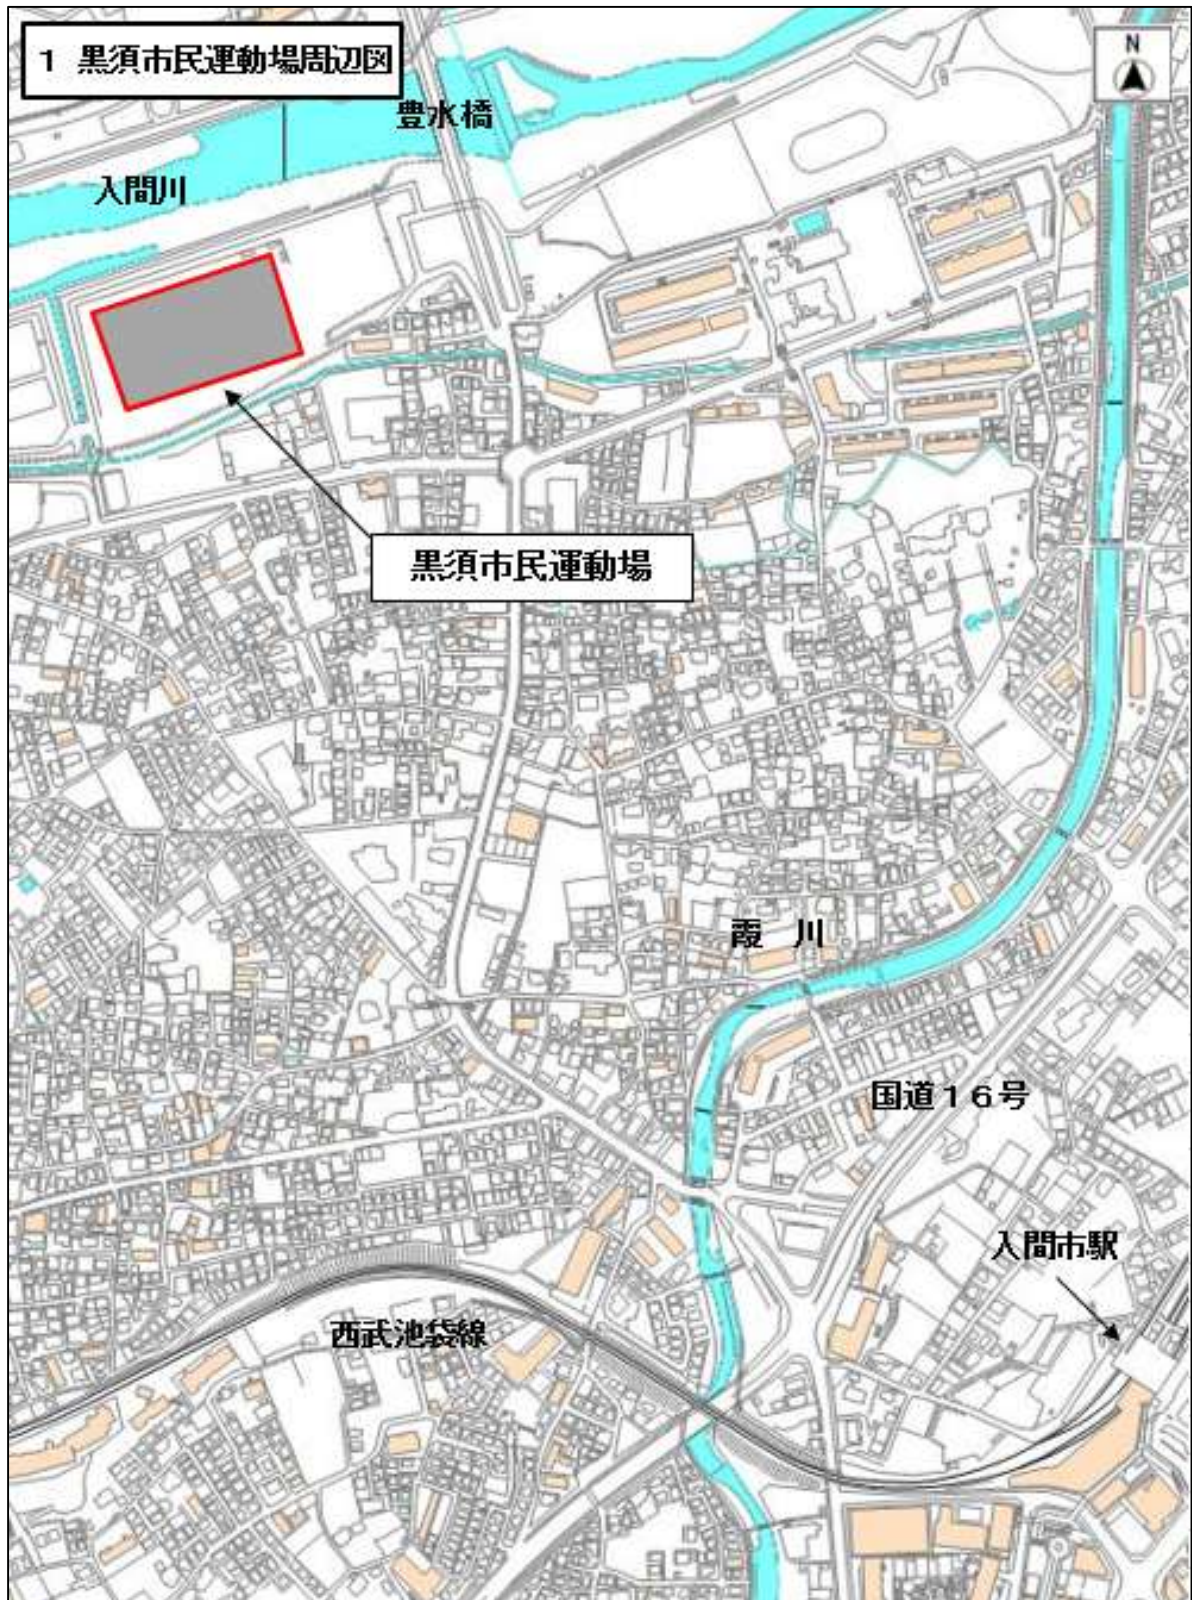 1 黒須市民運動場周辺図
N
豊水橋
入間川
黒須市民運動場
霞 川
国道16号
入間市駅
西武池袋線